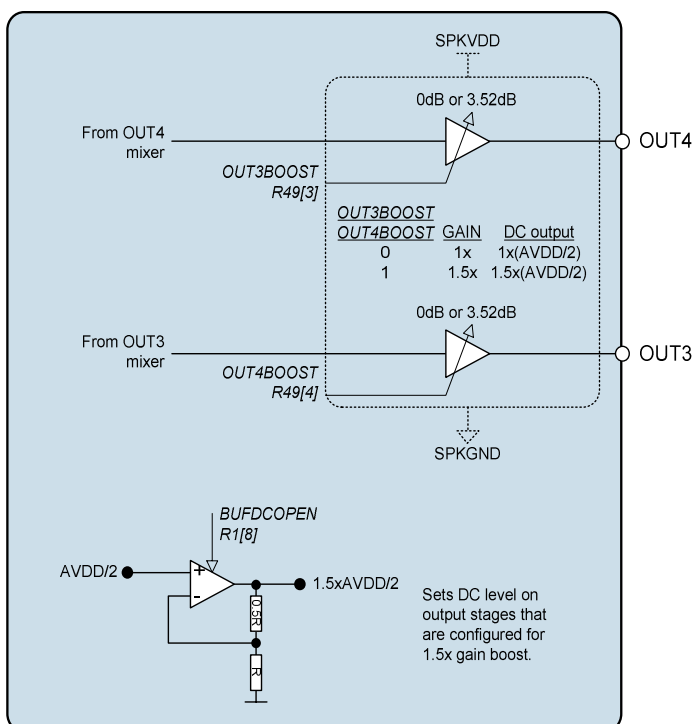 SPKVDD
0dB or 3.52dB
From OUT4
mixer
OUT4
OUT3BOOST
R49[3]
OUT3BOOST
OUT4BOOST GAIN DC output
0 1x 1x(AVDD/2)
1 1.5x 1.5x(AVDD/2)
0dB or 3.52dB
From OUT3
mixer
OUT3
OUT4BOOST
R49[4]
SPKGND
BUFDCOPEN
R1[8]
AVDD/2
+
-
1.5xAVDD/2
0.5R
R
Sets DC level on
output stages that
are configured for
1.5x gain boost.